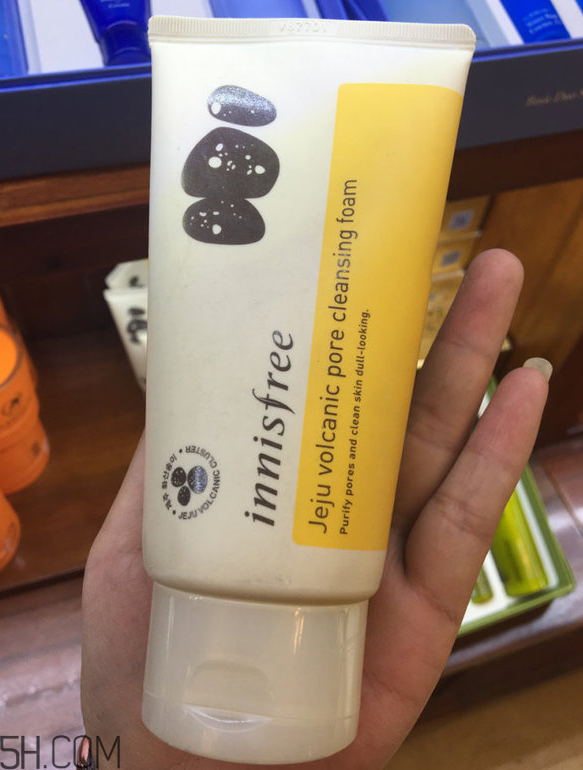 innisfree
Jeju volcanic pore cleansing foam
Purify pores and clean skin dull-looking.
JEJU VOLCANIC CLUSTER
5H.COM